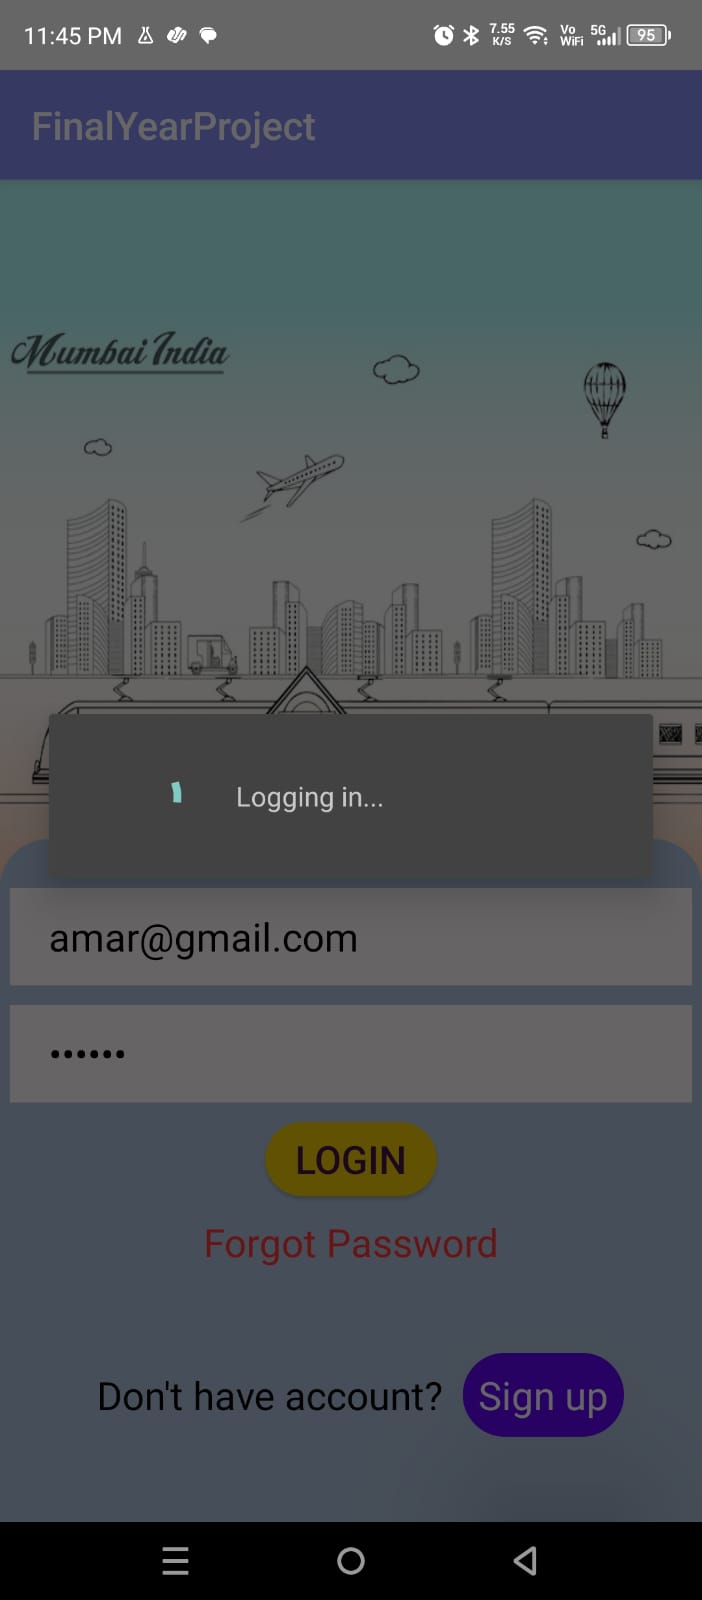 11:45 PM 7.55 K/S Vo WiFi 5G 95
FinalYearProject
Mumbai India
Logging in...
amar@gmail.com
••••••
LOGIN
Forgot Password
Don't have account? Sign up